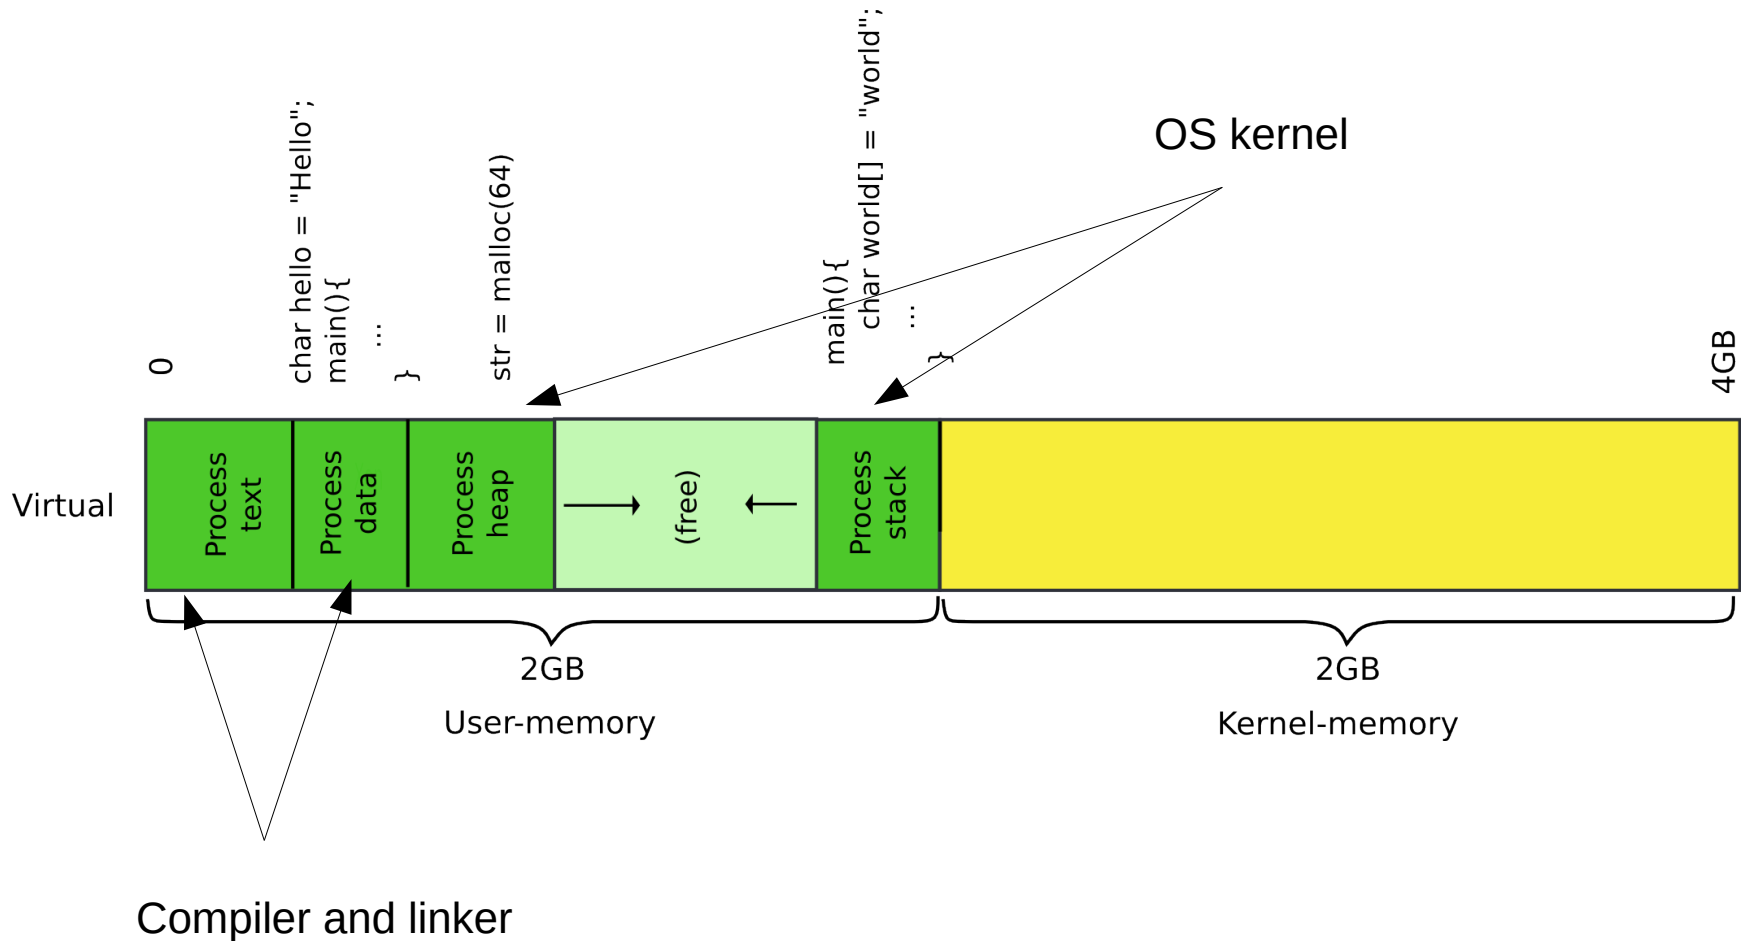 char hello = "Hello";
main(){
...
}
str = malloc(64)
main(){
char world[] = "world";
...
}
OS kernel
0
4GB
Virtual
Process
text
Process
data
Process
heap
(free)
Process
stack
2GB
2GB
User-memory
Kernel-memory
Compiler and linker